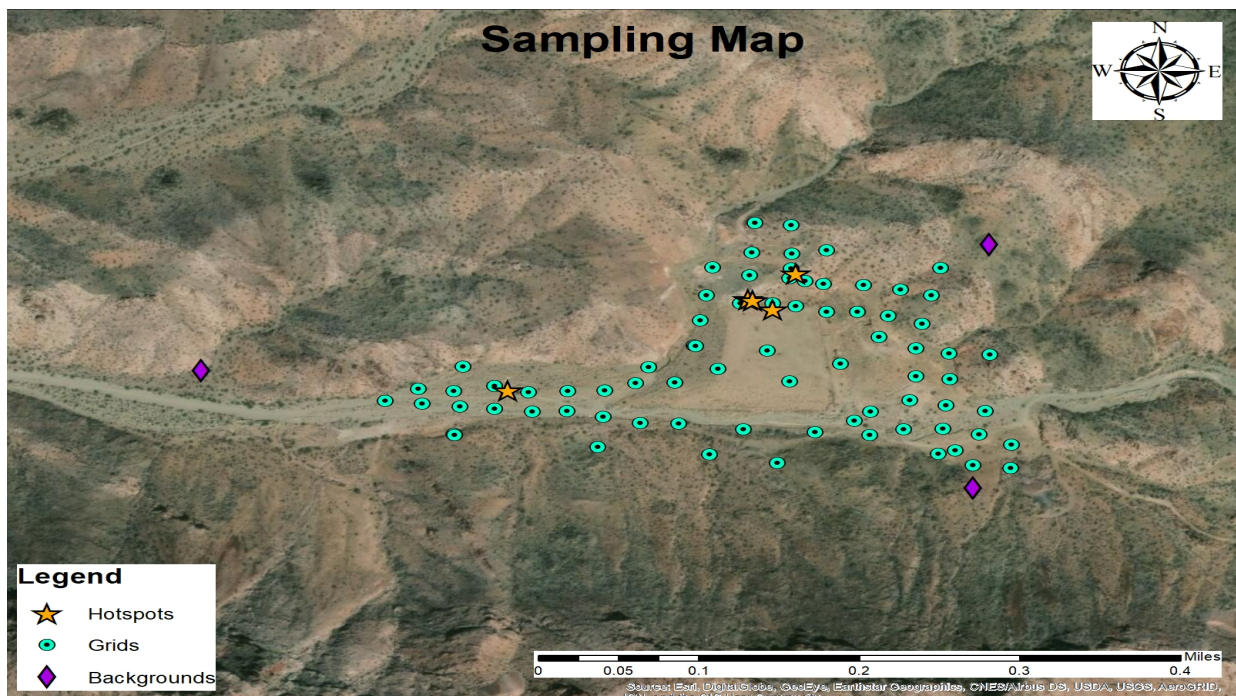 Sampling Map
N
W E
S
Legend
Hotspots
Grids
Backgrounds
Miles
0 0.05 0.1 0.2 0.3 0.4
Source: Esri, DigitalGlobe, GeoEye, Earthstar Geographics, CNES/Airbus DS, USDA, USGS, AeroGRID,